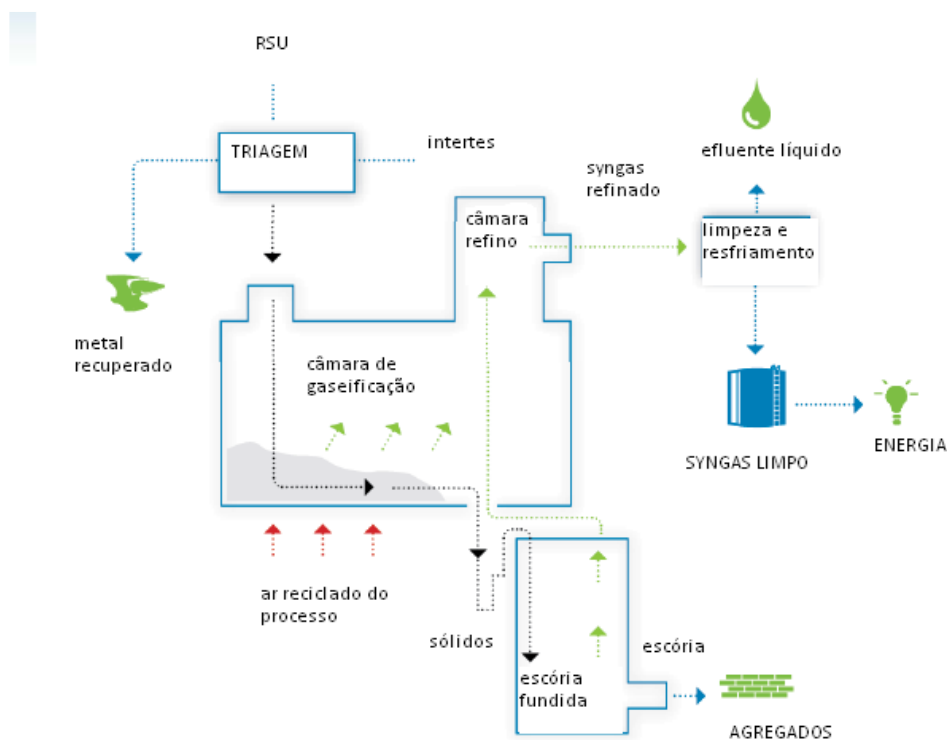 RSU
TRIAGEM
intertes
efluente líquido
syngas
refinado
câmara
refino
limpeza e
resfriamento
metal
recuperado
câmara de
gaseificação
SYNGAS LIMPO
ENERGIA
ar reciclado do
processo
sólidos
escória
escória
fundida
AGREGADOS